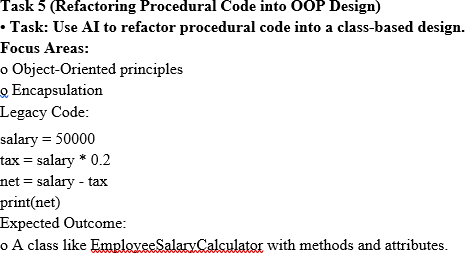 Task 5 (Refactoring Procedural Code into OOP Design)
• Task: Use AI to refactor procedural code into a class-based design.
Focus Areas:
o Object-Oriented principles
o Encapsulation
Legacy Code:
salary = 50000
tax = salary * 0.2
net = salary - tax
print(net)
Expected Outcome:
o A class like EmployeeSalaryCalculator with methods and attributes.